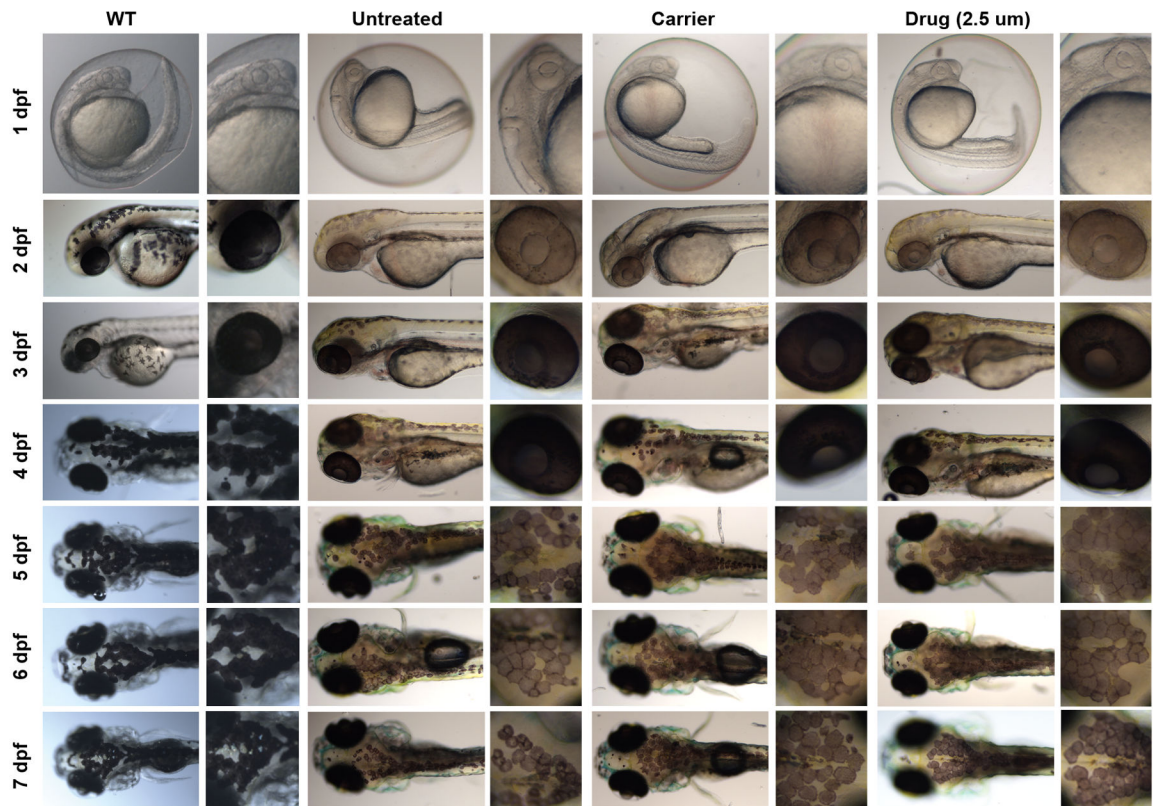 WT Untreated Carrier Drug (2.5 um)
1 dpf
2 dpf
3 dpf
4 dpf
5 dpf
6 dpf
7 dpf